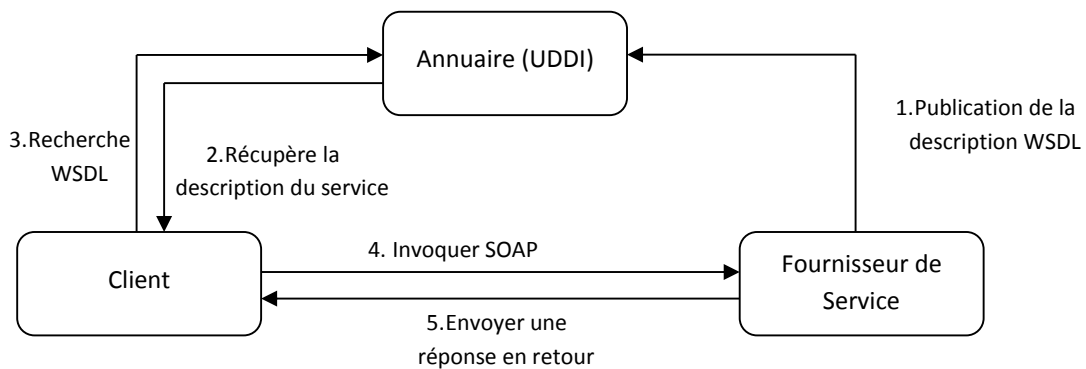 Annuaire (UDDI)
1.Publication de la
description WSDL
3.Recherche
WSDL
2.Récupère la
description du service
Client
4. Invoquer SOAP
Fournisseur de
Service
5.Envoyer une
réponse en retour